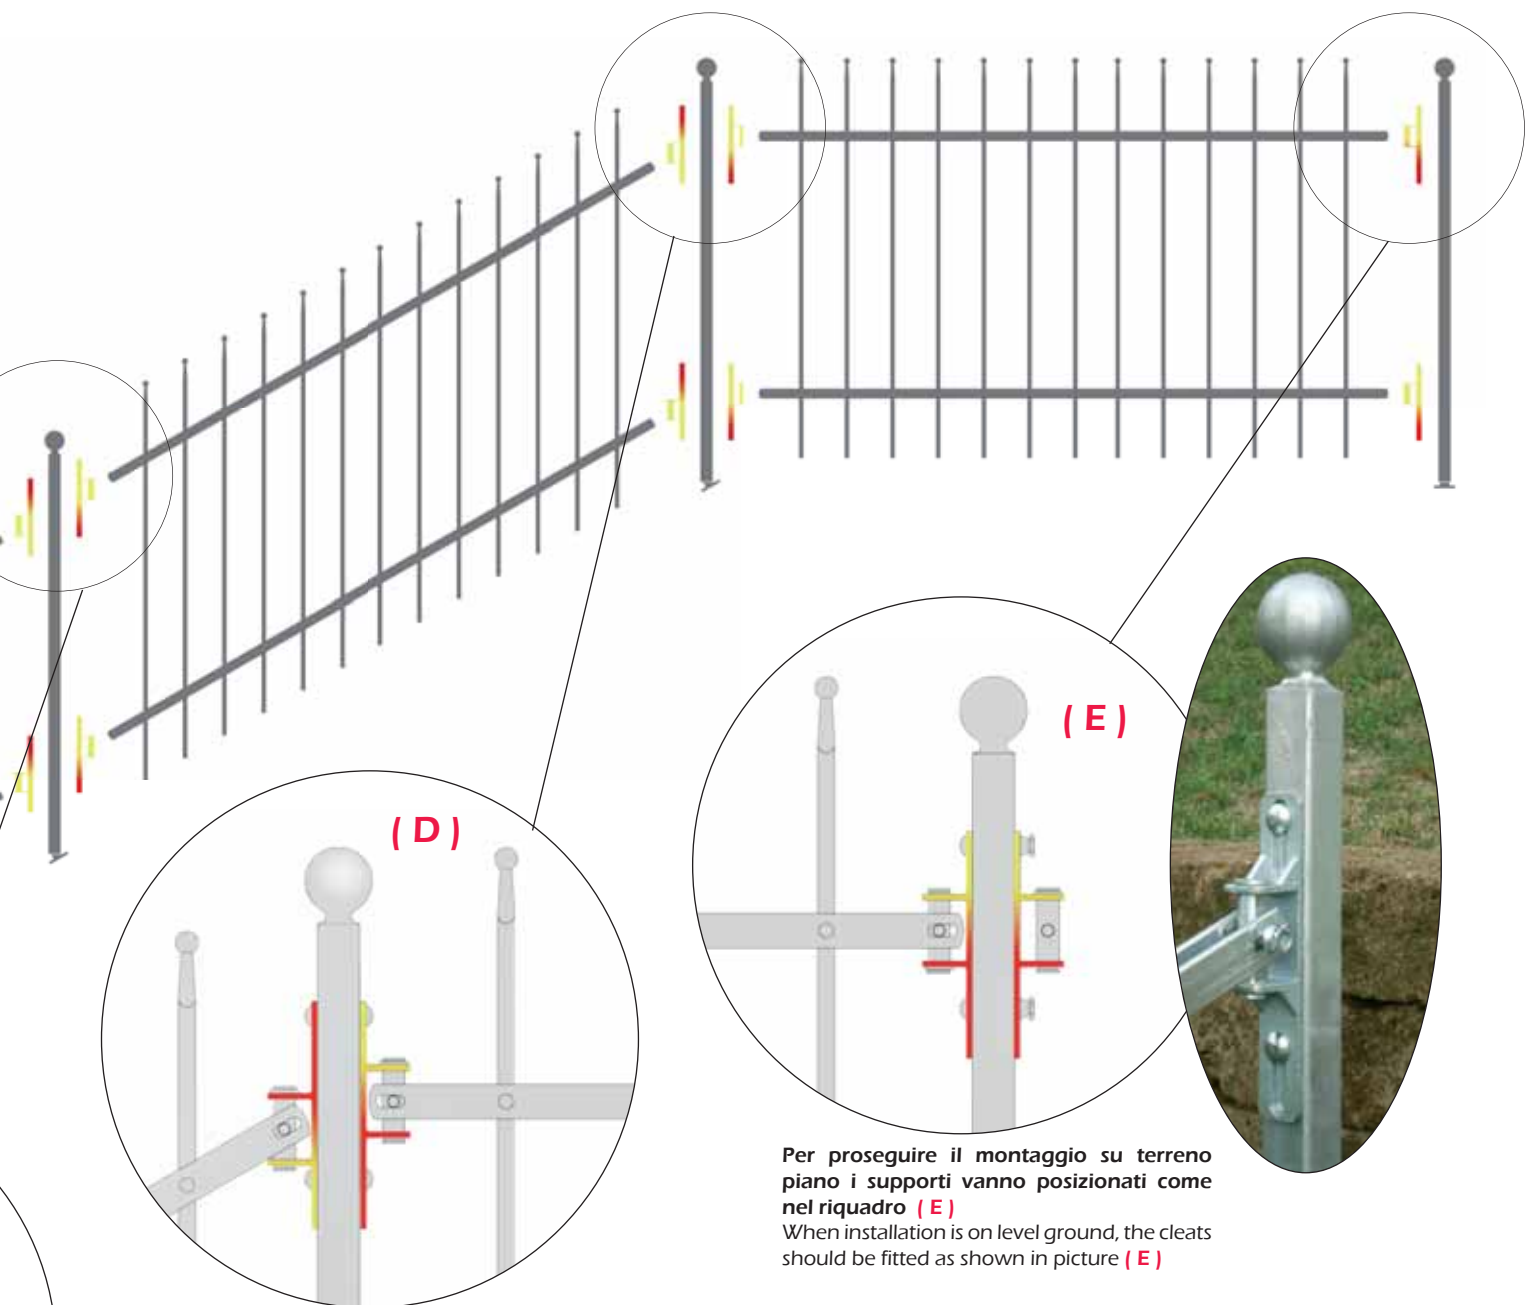 ( E )
( D )
Per proseguire il montaggio su terreno
piano i supporti vanno posizionati come
nel riquadro ( E )
When installation is on level ground, the cleats
should be fitted as shown in picture ( E )